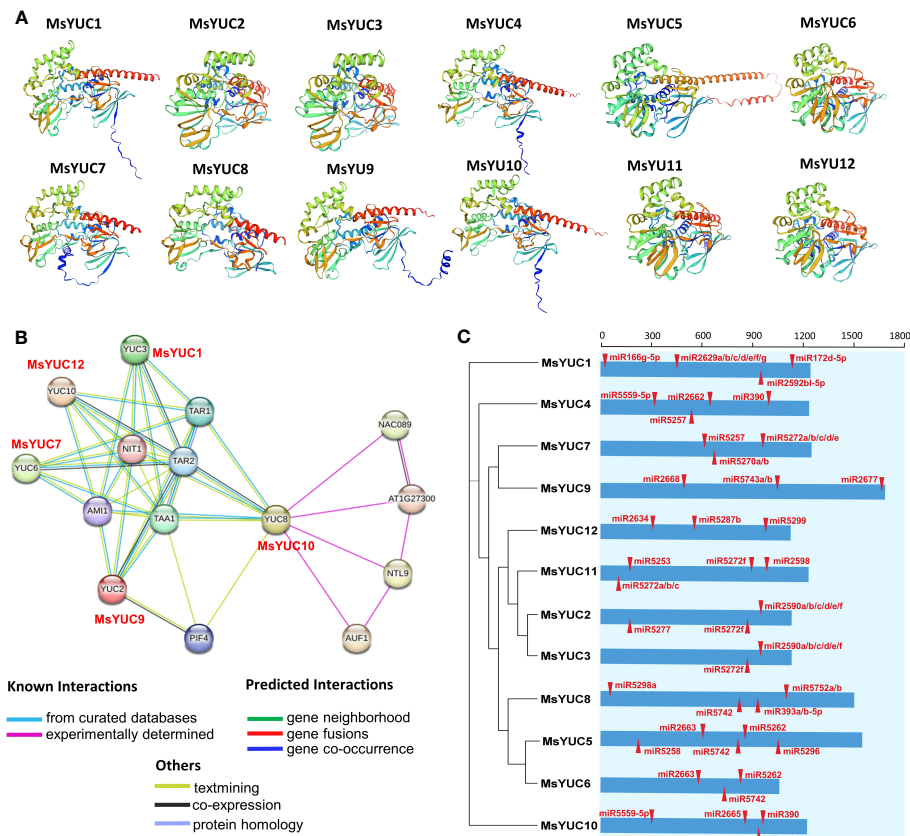 A
MsYUC1 MsYUC2 MsYUC3 MsYUC4 MsYUC5 MsYUC6
MsYUC7 MsYUC8 MsYU9 MsYU10 MsYU11 MsYU12
B
MsYUC12
YUC3
MsYUC1
YUC10
TAR1
NAC089
MsYUC7
NIT1
TAR2
YUC6
AT1G27300
AMI1
TAA1
YUC8
MsYUC10
YUC2
NTL9
MsYUC9
PIF4
AUF1
Known Interactions
from curated databases
experimentally determined
Predicted Interactions
gene neighborhood
gene fusions
gene co-occurrence
Others
textmining
co-expression
protein homology
C
0 300 600 900 1200 1500 1800
MsYUC1
miR166g-5p miR2629a/b/c/d/e/f/g miR172d-5p
miR2592bl-5p
MsYUC4
miR5559-5p miR2662 miR390
miR5257
MsYUC7
miR5257 miR5272a/b/c/d/e
miR5270a/b
MsYUC9
miR2668 miR5743a/b miR2677
MsYUC12
miR2634 miR5287b miR5299
MsYUC11
miR5253 miR5272f miR2598
miR5272a/b/c
MsYUC2
miR2590a/b/c/d/e/f
miR5277 miR5272f
MsYUC3
miR2590a/b/c/d/e/f
miR5272f
MsYUC8
miR5298a miR5752a/b
miR5742 miR393a/b-5p
MsYUC5
miR2663 miR5262
miR5258 miR5742 miR5296
MsYUC6
miR2663 miR5262
miR5742
MsYUC10
miR5559-5p miR2665 miR390